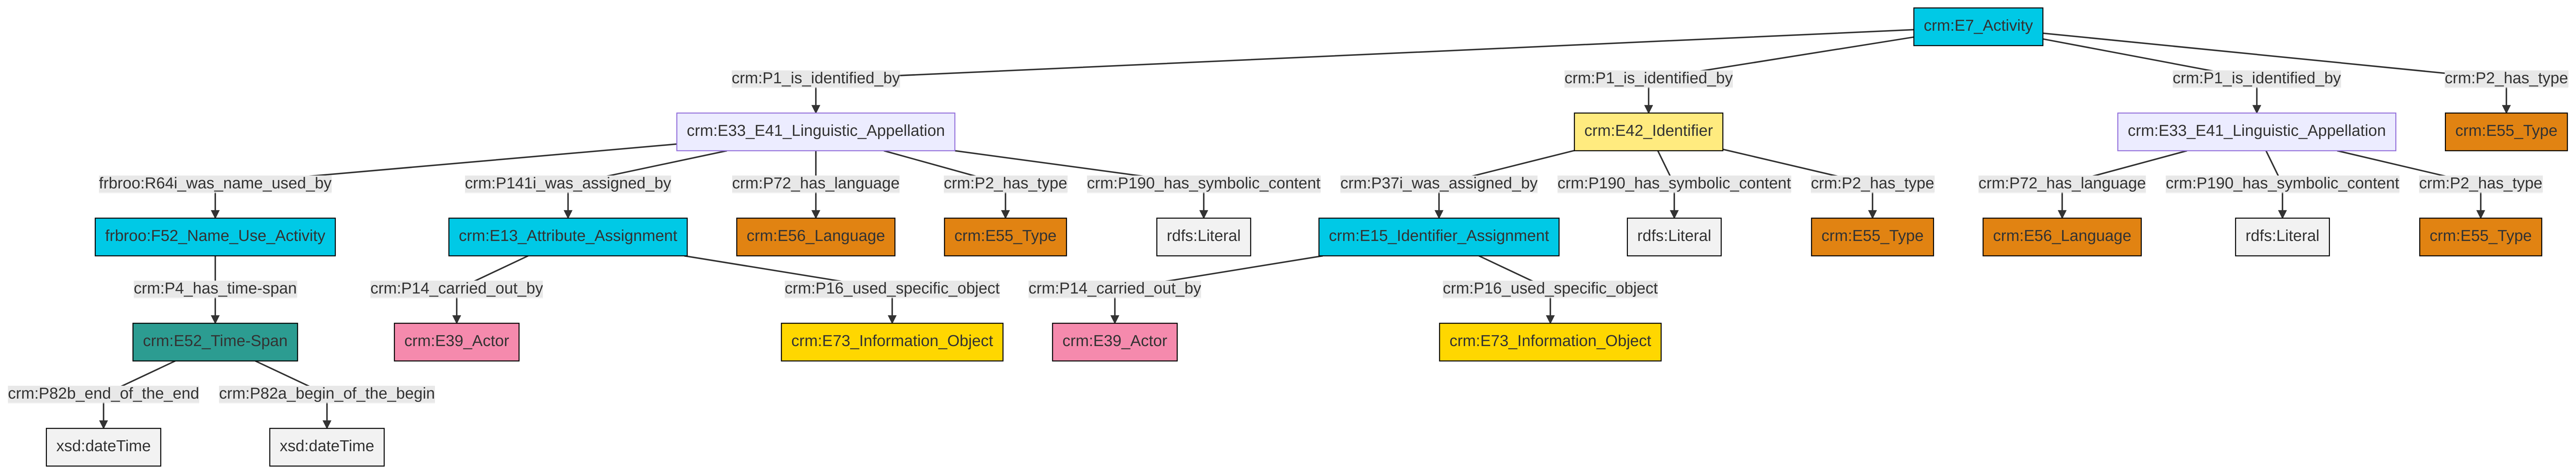 crm:E7_Activity
crm:P1_is_identified_by
crm:P1_is_identified_by
crm:P1_is_identified_by
crm:P2_has_type
crm:E33_E41_Linguistic_Appellation
crm:E42_Identifier
crm:E33_E41_Linguistic_Appellation
crm:E55_Type
frbroo:R64i_was_name_used_by
crm:P141i_was_assigned_by
crm:P72_has_language
crm:P2_has_type
crm:P190_has_symbolic_content
crm:P37i_was_assigned_by
crm:P190_has_symbolic_content
crm:P2_has_type
crm:P72_has_language
crm:P190_has_symbolic_content
crm:P2_has_type
frbroo:F52_Name_Use_Activity
crm:E13_Attribute_Assignment
crm:E56_Language
crm:E55_Type
rdfs:Literal
crm:E15_Identifier_Assignment
rdfs:Literal
crm:E55_Type
crm:E56_Language
rdfs:Literal
crm:E55_Type
crm:P4_has_time-span
crm:P14_carried_out_by
crm:P16_used_specific_object
crm:P14_carried_out_by
crm:P16_used_specific_object
crm:E52_Time-Span
crm:E39_Actor
crm:E73_Information_Object
crm:E39_Actor
crm:E73_Information_Object
crm:P82b_end_of_the_end
crm:P82a_begin_of_the_begin
xsd:dateTime
xsd:dateTime